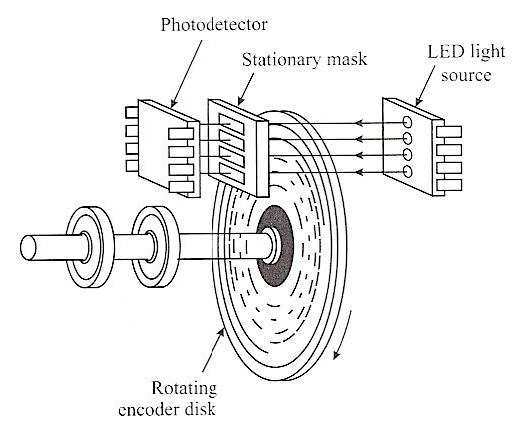 Photodetector
Stationary mask
LED light
source
Rotating
encoder disk